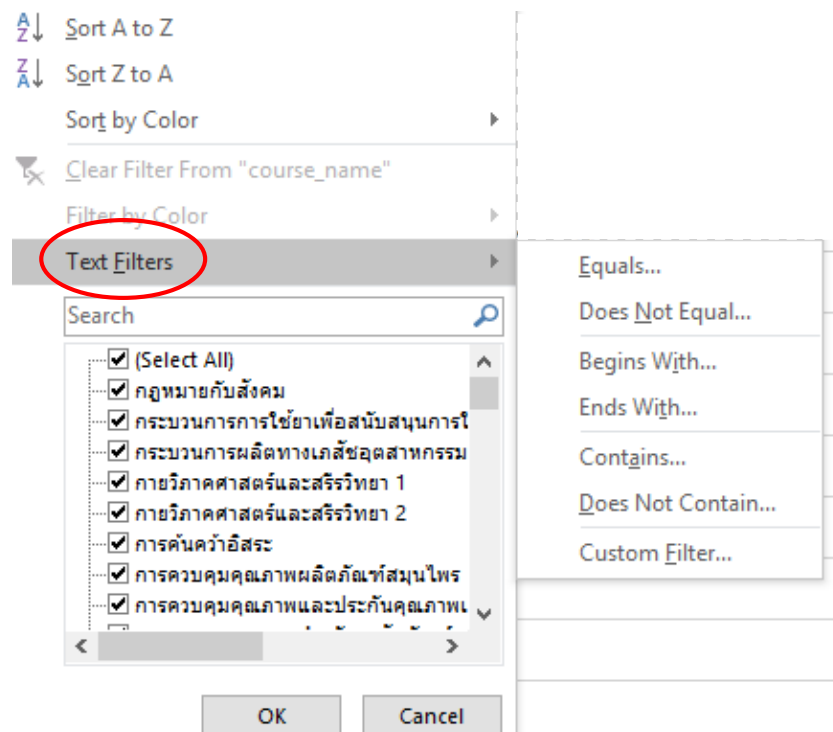 Sort A to Z
Sort Z to A
Sort by Color
Clear Filter From "course_name"
Filter by Color
Text Filters
Search
(Select All)
กฎหมายกับสังคม
กระบวนการการใช้ยาเพื่อสนับสนุนการใ
กระบวนการผลิตทางเภสัชอุตสาหกรรม
กายวิภาคศาสตร์และสรีรวิทยา 1
กายวิภาคศาสตร์และสรีรวิทยา 2
การค้นคว้าอิสระ
การควบคุมคุณภาพผลิตภัณฑ์สมุนไพร
การควบคุมคุณภาพและประกันคุณภาพเ
OK Cancel
Equals...
Does Not Equal...
Begins With...
Ends With...
Contains...
Does Not Contain...
Custom Filter...